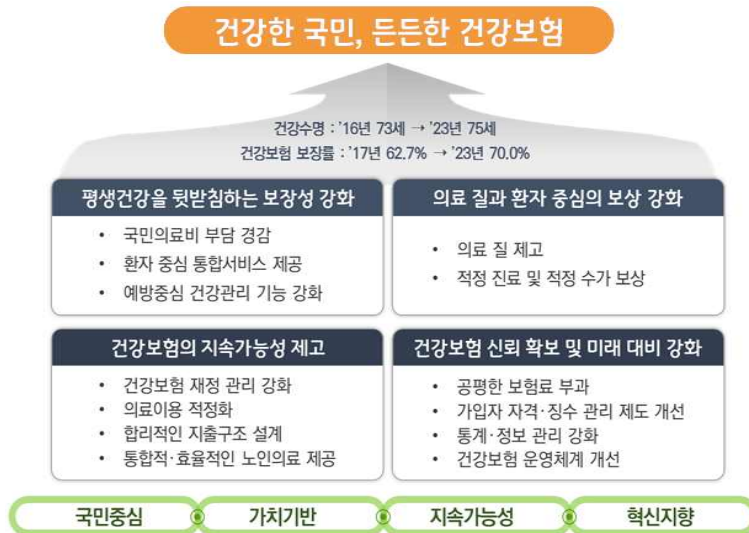 건강한 국민, 든든한 건강보험
건강수명 : '16년 73세 → '23년 75세
건강보험 보장률 : '17년 62.7% → '23년 70.0%
평생건강을 뒷받침하는 보장성 강화
• 국민의료비 부담 경감
• 환자 중심 통합서비스 제공
• 예방중심 건강관리 기능 강화
의료 질과 환자 중심의 보상 강화
• 의료 질 제고
• 적정 진료 및 적정 수가 보상
건강보험의 지속가능성 제고
• 건강보험 재정 관리 강화
• 의료이용 적정화
• 합리적인 지출구조 설계
• 통합적·효율적인 노인의료 제공
건강보험 신뢰 확보 및 미래 대비 강화
• 공평한 보험료 부과
• 가입자 자격·징수 관리 제도 개선
• 통계·정보 관리 강화
• 건강보험 운영체계 개선
국민중심 가치기반 지속가능성 혁신지향